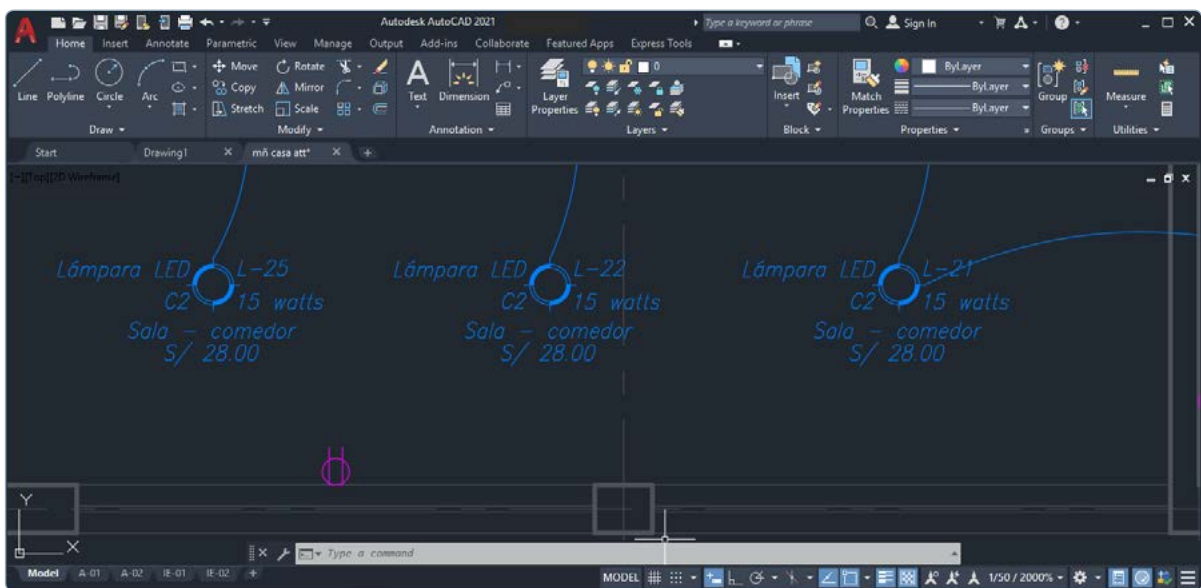 Autodesk AutoCAD 2021
Type a keyword or phrase
Sign In
Home Insert Annotate Parametric View Manage Output Add-ins Collaborate Featured Apps Express Tools
Line Polyline Circle Arc
Move Rotate
Copy Mirror
Stretch Scale
Text Dimension
Layer Properties
0
Insert
Match Properties
ByLayer
ByLayer
ByLayer
Group
Measure
Draw Modify Annotation Layers Block Properties Groups Utilities
Start Drawing1 mñ casa att*
[-][Top][2D Wireframe]
Lámpara LED L-25 Lámpara LED L-22 Lámpara LED L-21
C2 15 watts C2 15 watts C2 15 watts
Sala - comedor Sala - comedor Sala - comedor
S/ 28.00 S/ 28.00 S/ 28.00
Y
X
Type a command
Model A-01 A-02 IE-01 IE-02 +
MODEL 1/50 / 2000%